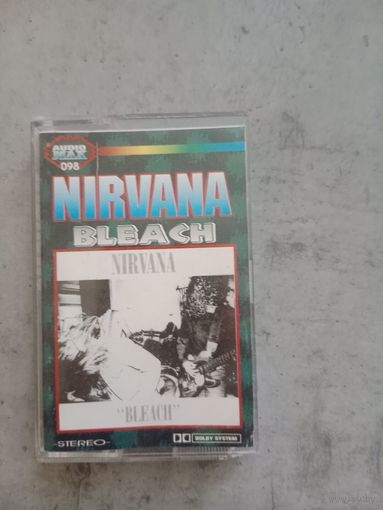 AUDIO
MAX
098
NIRVANA
BLEACH
NIRVANA
"BLEACH"
-STEREO-
DOLBY SYSTEM